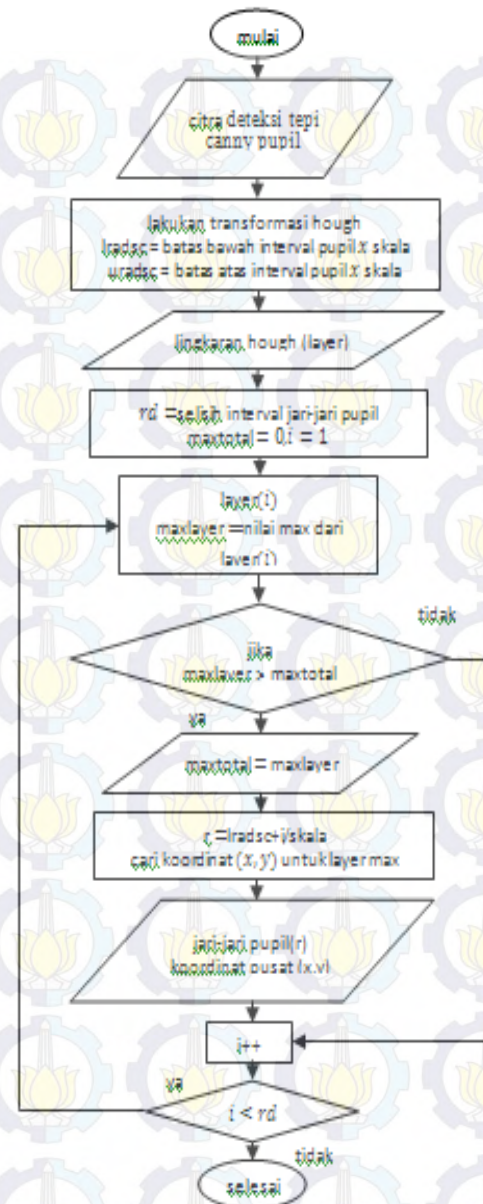 mulai
citra deteksi tepi
canny pupil
lakukan transformasi hough
lradsc = batas bawah interval pupil x skala
uradsc = batas atas interval pupil x skala
lingkaran hough (layer)
rd = selisih interval jari-jari pupil
maxtotal = 0, i = 1
layer(i)
maxlayer = nilai max dari
layer(i)
tidak
jika
maxlayer > maxtotal
ya
maxtotal = maxlayer
r = lradsc+i/skala
cari koordinat (x, y) untuk layer max
jari-jari pupil(r)
koordinat pusat (x,y)
i++
ya
i < rd
tidak
selesai